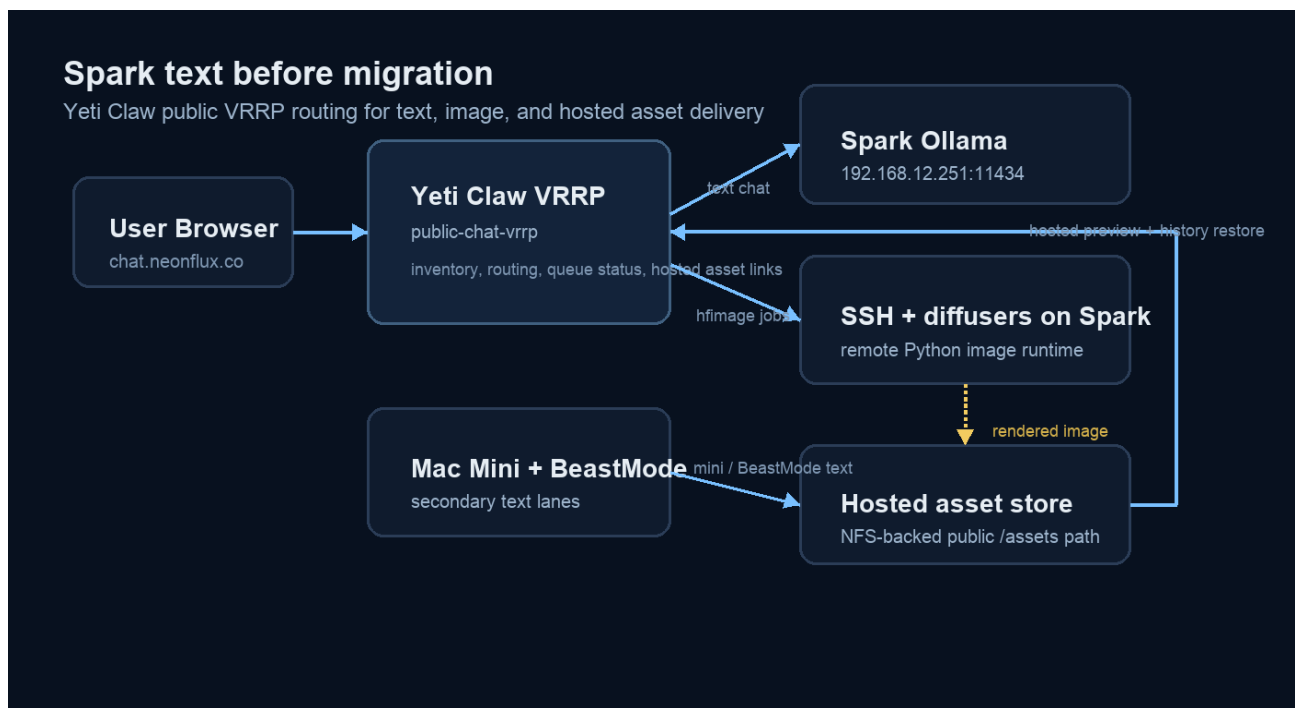 Spark text before migration
Yeti Claw public VRRP routing for text, image, and hosted asset delivery
User Browser
chat.neonflux.co
Yeti Claw VRRP
public-chat-vrrp
inventory, routing, queue status, hosted asset links
text chat
Spark Ollama
192.168.12.251:11434
hosted preview + history restore
hfimage jobs
SSH + diffusers on Spark
remote Python image runtime
rendered image
Mac Mini + BeastMode
secondary text lanes
mini / BeastMode text
Hosted asset store
NFS-backed public /assets path